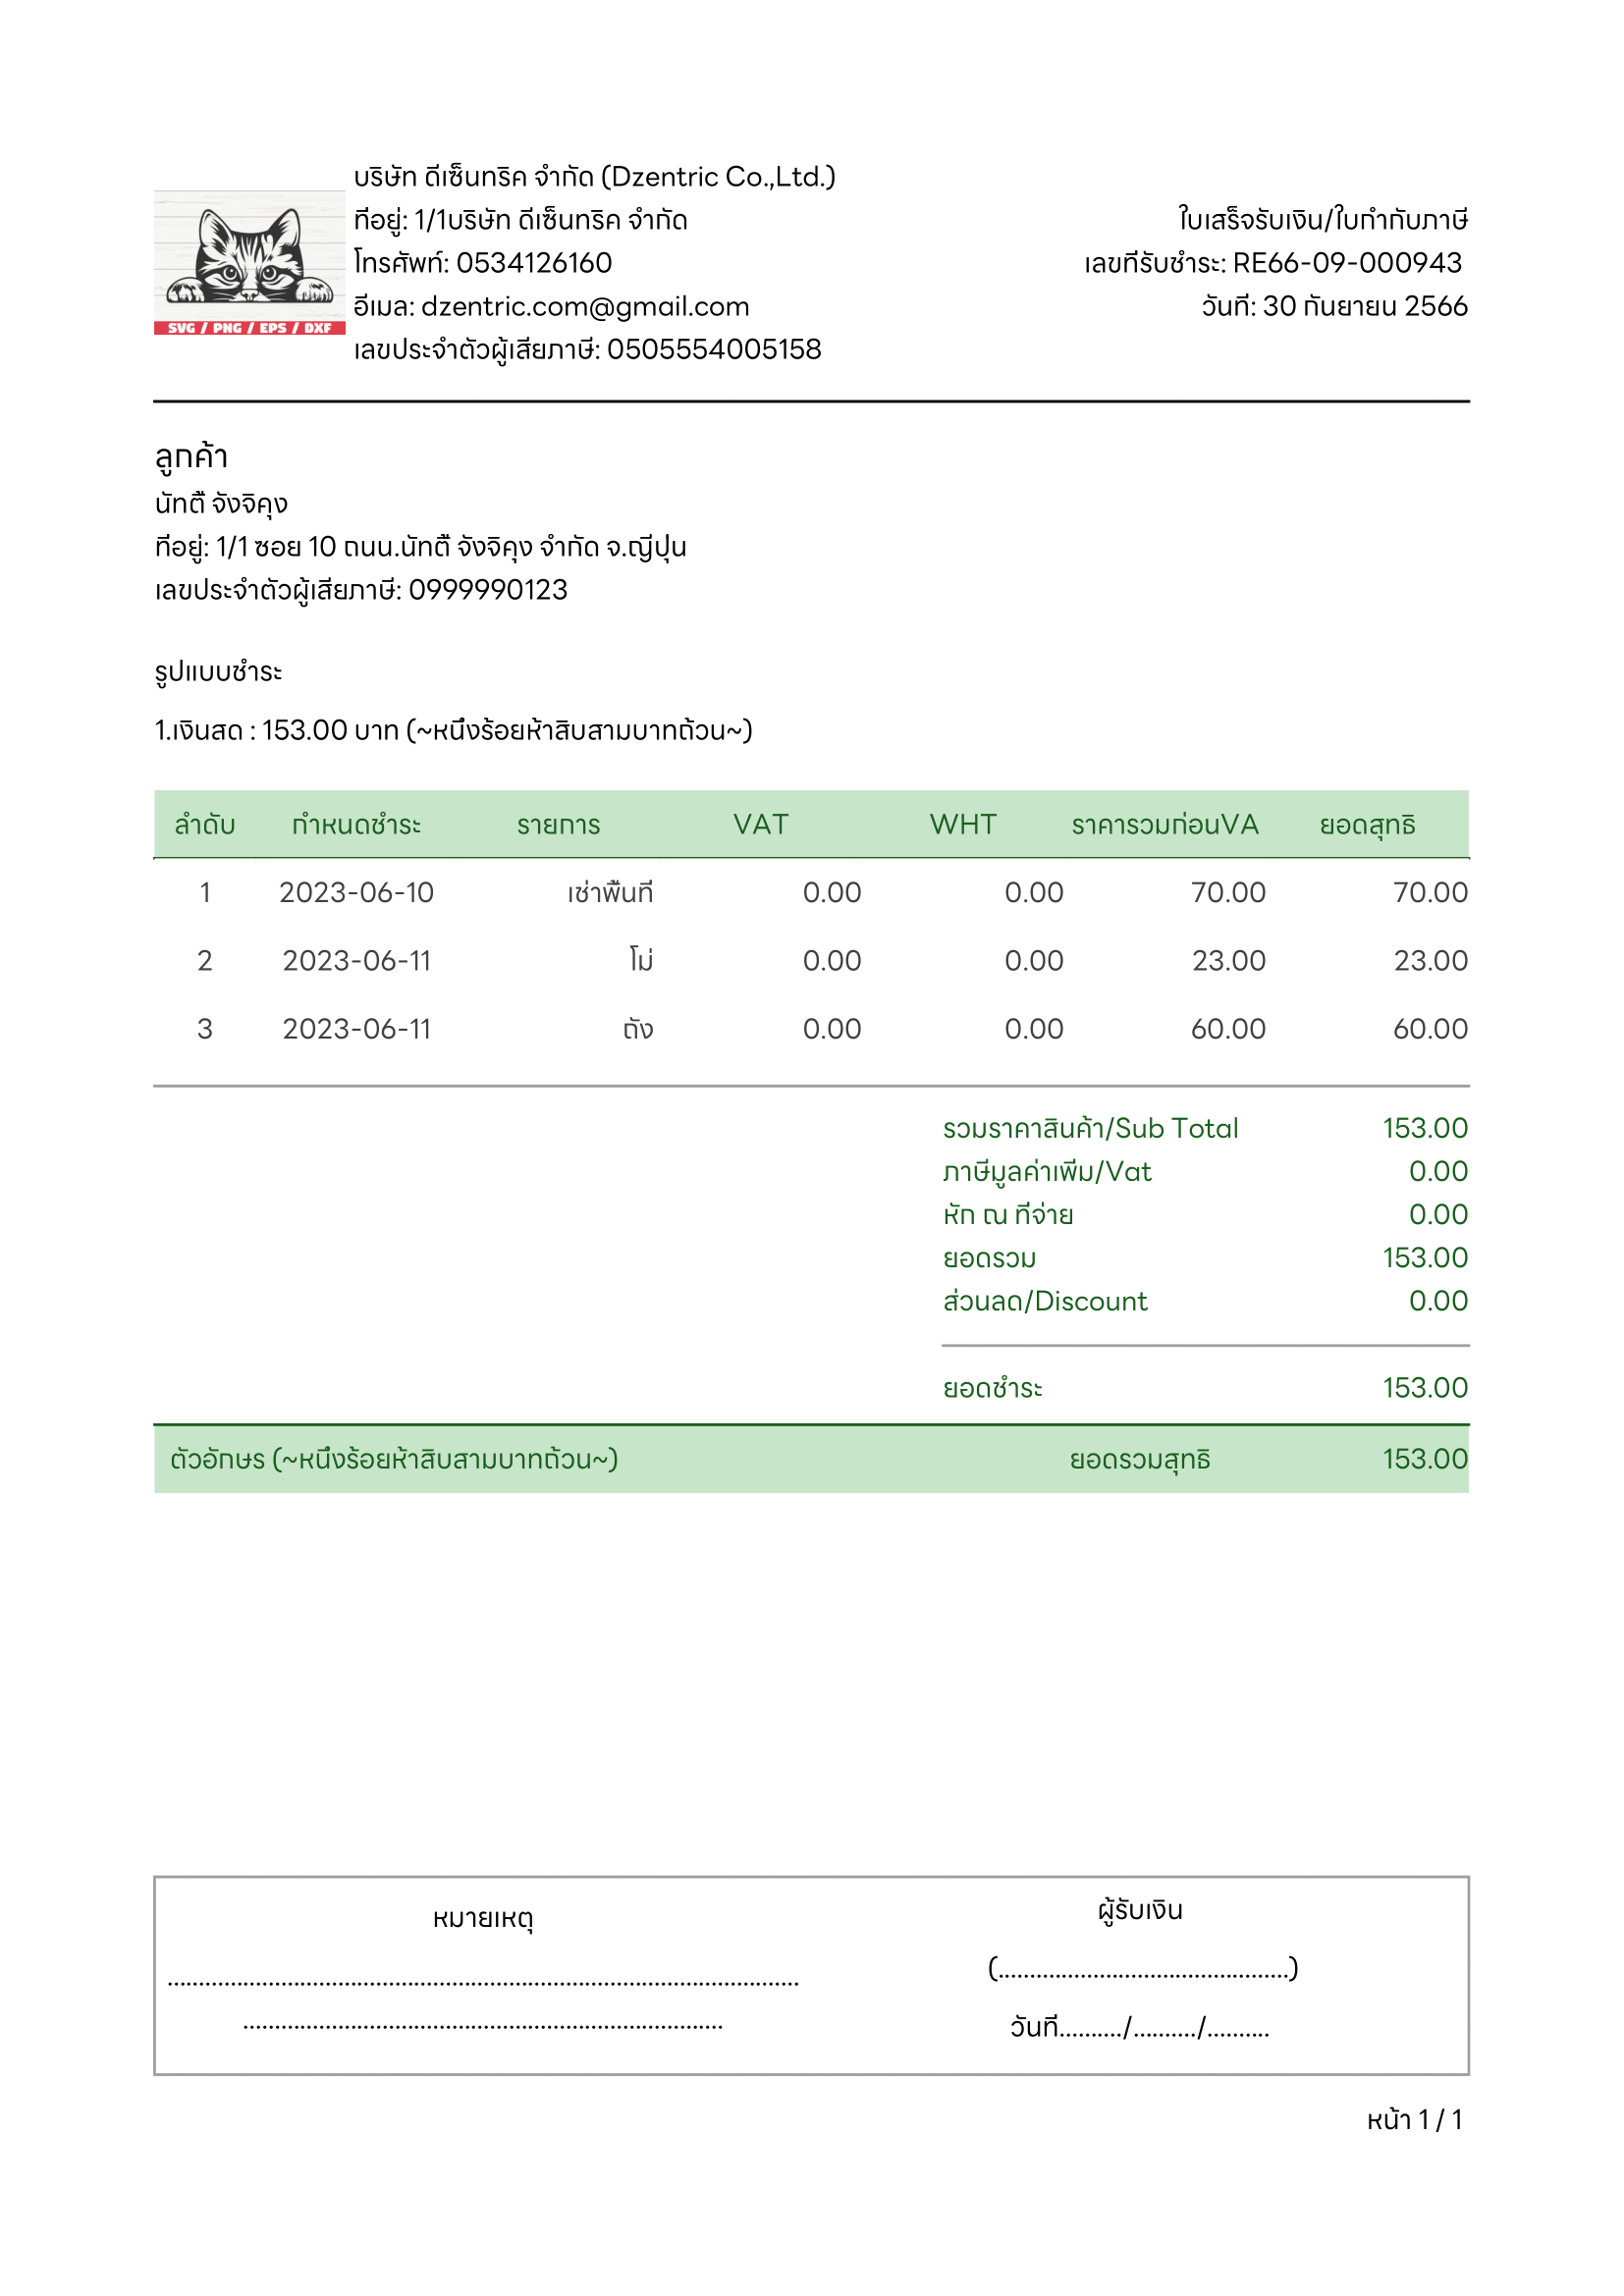 บริษัท ดีเซ็นทริค จำกัด (Dzentric Co.,Ltd.)
ที่อยู่: 1/1บริษัท ดีเซ็นทริค จำกัด
โทรศัพท์: 0534126160
อีเมล: dzentric.com@gmail.com
เลขประจำตัวผู้เสียภาษี: 0505554005158
SVG / PNG / EPS / DXF
ใบเสร็จรับเงิน/ใบกำกับภาษี
เลขที่รับชำระ: RE66-09-000943
วันที่: 30 กันยายน 2566
ลูกค้า
นัทตี้ จังจิคุง
ที่อยู่: 1/1 ซอย 10 ถนน.นัทตี้ จังจิคุง จำกัด จ.ญี่ปุ่น
เลขประจำตัวผู้เสียภาษี: 0999990123
รูปแบบชำระ
1.เงินสด : 153.00 บาท (~หนึ่งร้อยห้าสิบสามบาทถ้วน~)
ลำดับ กำหนดชำระ รายการ VAT WHT ราคารวมก่อนVA ยอดสุทธิ
1 2023-06-10 เช่าพื้นที่ 0.00 0.00 70.00 70.00
2 2023-06-11 โม่ 0.00 0.00 23.00 23.00
3 2023-06-11 ถัง 0.00 0.00 60.00 60.00
รวมราคาสินค้า/Sub Total 153.00
ภาษีมูลค่าเพิ่ม/Vat 0.00
หัก ณ ที่จ่าย 0.00
ยอดรวม 153.00
ส่วนลด/Discount 0.00
ยอดชำระ 153.00
ตัวอักษร (~หนึ่งร้อยห้าสิบสามบาทถ้วน~) ยอดรวมสุทธิ 153.00
หมายเหตุ
....................................................................................................
............................................................................
ผู้รับเงิน
(..............................................)
วันที่........../........../..........
หน้า 1 / 1